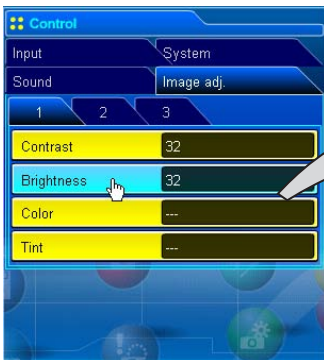 Control
Input System
Sound Image adj.
1 2 3
Contrast 32
Brightness 32
Color ---
Tint ---